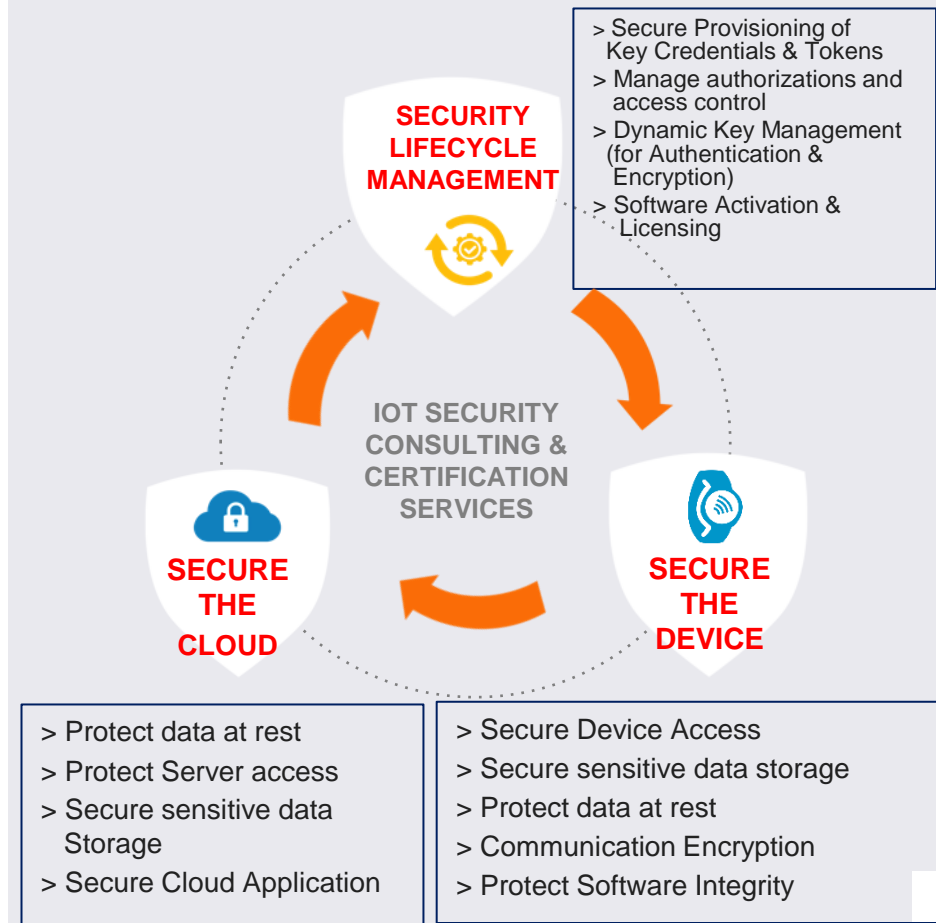 > Secure Provisioning of
Key Credentials & Tokens
> Manage authorizations and
access control
> Dynamic Key Management
(for Authentication &
Encryption)
> Software Activation &
Licensing
SECURITY
LIFECYCLE
MANAGEMENT
IOT SECURITY
CONSULTING &
CERTIFICATION
SERVICES
SECURE
THE
CLOUD
SECURE
THE
DEVICE
> Protect data at rest
> Protect Server access
> Secure sensitive data
Storage
> Secure Cloud Application
> Secure Device Access
> Secure sensitive data storage
> Protect data at rest
> Communication Encryption
> Protect Software Integrity